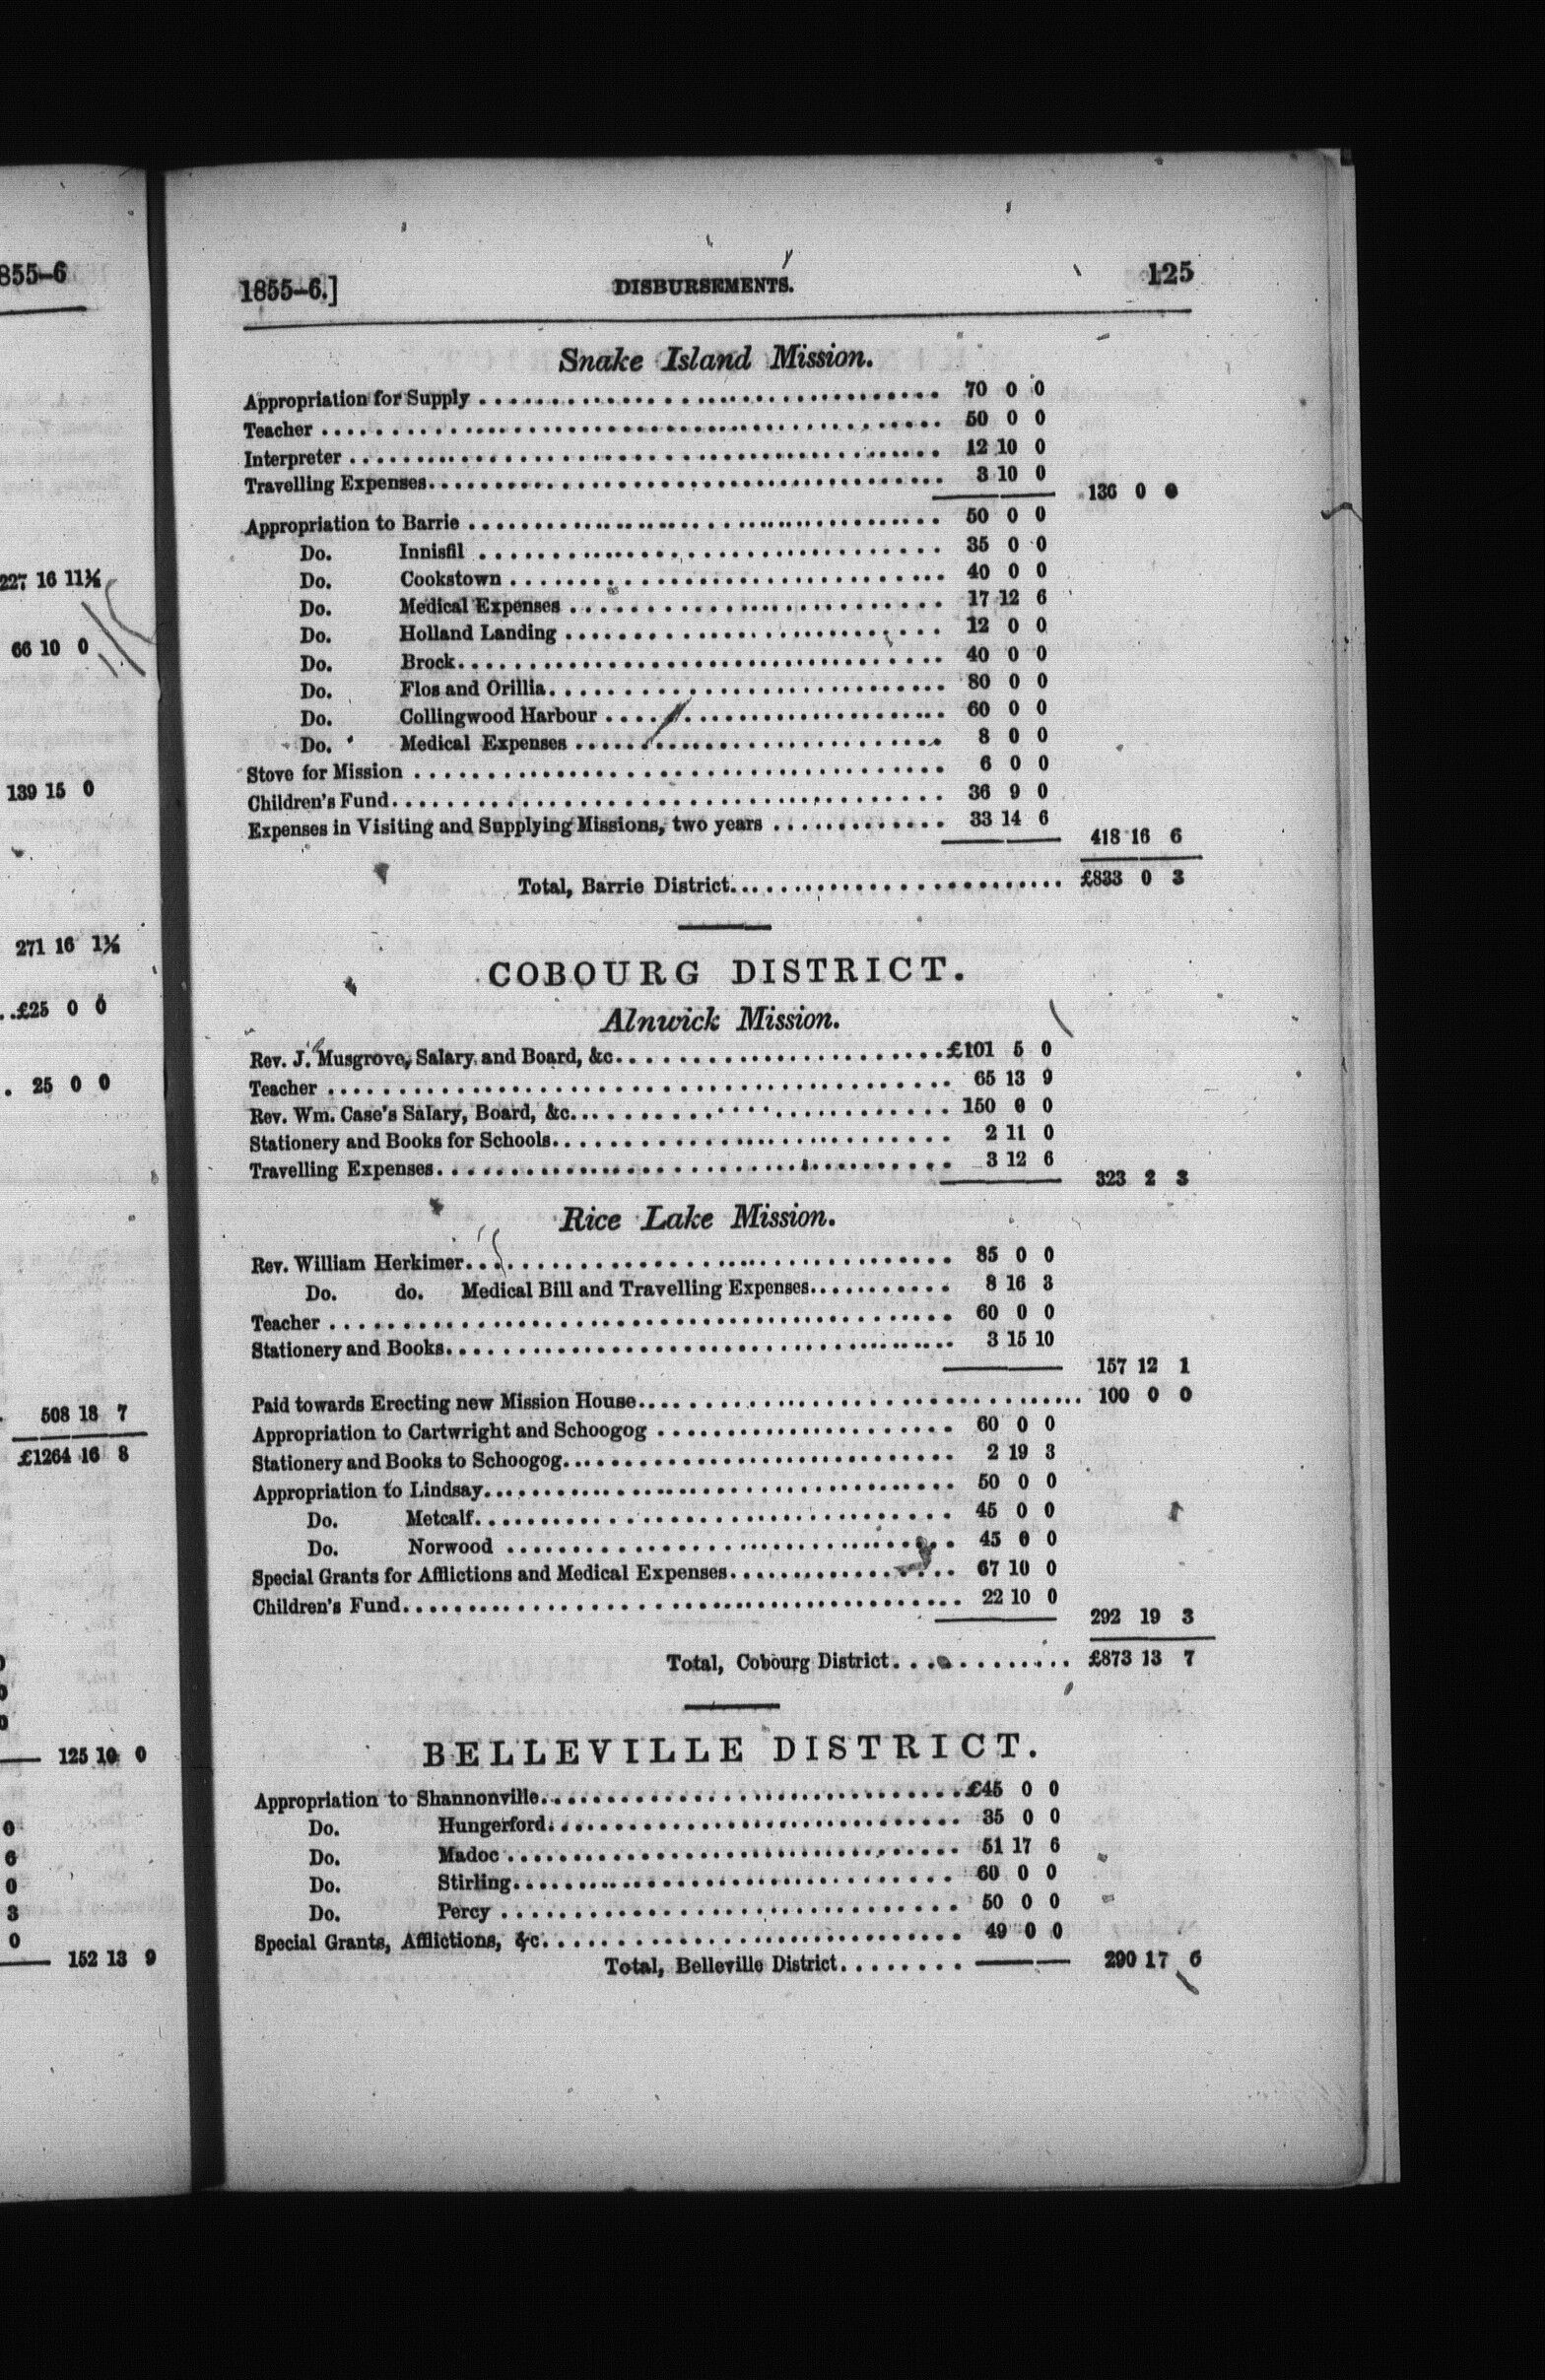 855-6
227 16 11½
66 10 0
139 15 0
271 16 1½
..£25 0 0
. 25 0 0
508 18 7
£1264 16 8
0
0
0
125 10 0
0
6
0
3
0
152 13 9
1855-6.] DISBURSEMENTS. 125
Snake Island Mission.
Appropriation for Supply 70 0 0
Teacher 50 0 0
Interpreter 12 10 0
Travelling Expenses 3 10 0
136 0 0
Appropriation to Barrie 50 0 0
Do. Innisfil 35 0 0
Do. Cookstown 40 0 0
Do. Medical Expenses 17 12 6
Do. Holland Landing 12 0 0
Do. Brock 40 0 0
Do. Flos and Orillia 80 0 0
Do. Collingwood Harbour 60 0 0
Do. Medical Expenses 8 0 0
Stove for Mission 6 0 0
Children's Fund 36 9 0
Expenses in Visiting and Supplying Missions, two years 33 14 6
418 16 6
Total, Barrie District £833 0 3
COBOURG DISTRICT.
Alnwick Mission.
Rev. J. Musgrove, Salary and Board, &c. £101 5 0
Teacher 65 13 9
Rev. Wm. Case's Salary, Board, &c. 150 0 0
Stationery and Books for Schools 2 11 0
Travelling Expenses 3 12 6
323 2 3
Rice Lake Mission.
Rev. William Herkimer 85 0 0
Do. do. Medical Bill and Travelling Expenses 8 16 3
Teacher 60 0 0
Stationery and Books 3 15 10
157 12 1
Paid towards Erecting new Mission House 100 0 0
Appropriation to Cartwright and Schoogog 60 0 0
Stationery and Books to Schoogog 2 19 3
Appropriation to Lindsay 50 0 0
Do. Metcalf 45 0 0
Do. Norwood 45 0 0
Special Grants for Afflictions and Medical Expenses 67 10 0
Children's Fund 22 10 0
292 19 3
Total, Cobourg District £873 13 7
BELLEVILLE DISTRICT.
Appropriation to Shannonville £45 0 0
Do. Hungerford 35 0 0
Do. Madoc 51 17 6
Do. Stirling 60 0 0
Do. Percy 50 0 0
Special Grants, Afflictions, &c. 49 0 0
Total, Belleville District 290 17 6